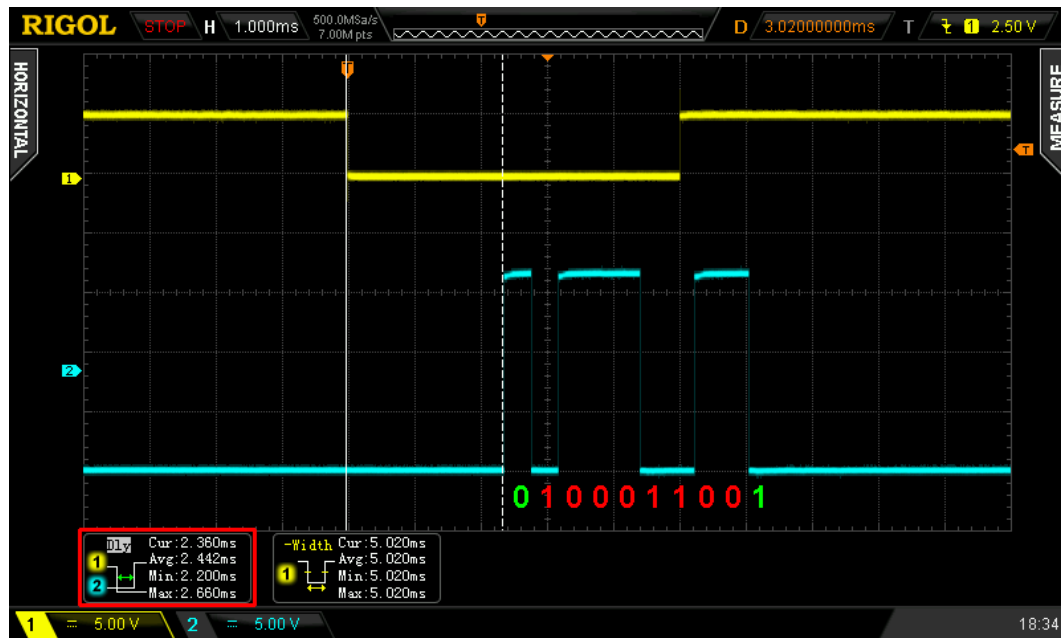 RIGOL STOP H 1.000ms 500.0MSa/s 7.00M pts T D 3.02000000ms T 1 2.50 V
HORIZONTAL
MEASURE
T
T
1
2
0 1 0 0 0 1 1 0 0 1
Dly Cur:2.360ms
Avg:2.442ms
Min:2.200ms
Max:2.660ms
1
2
-Width Cur:5.020ms
Avg:5.020ms
Min:5.020ms
Max:5.020ms
1
1 = 5.00 V 2 = 5.00 V 18:34